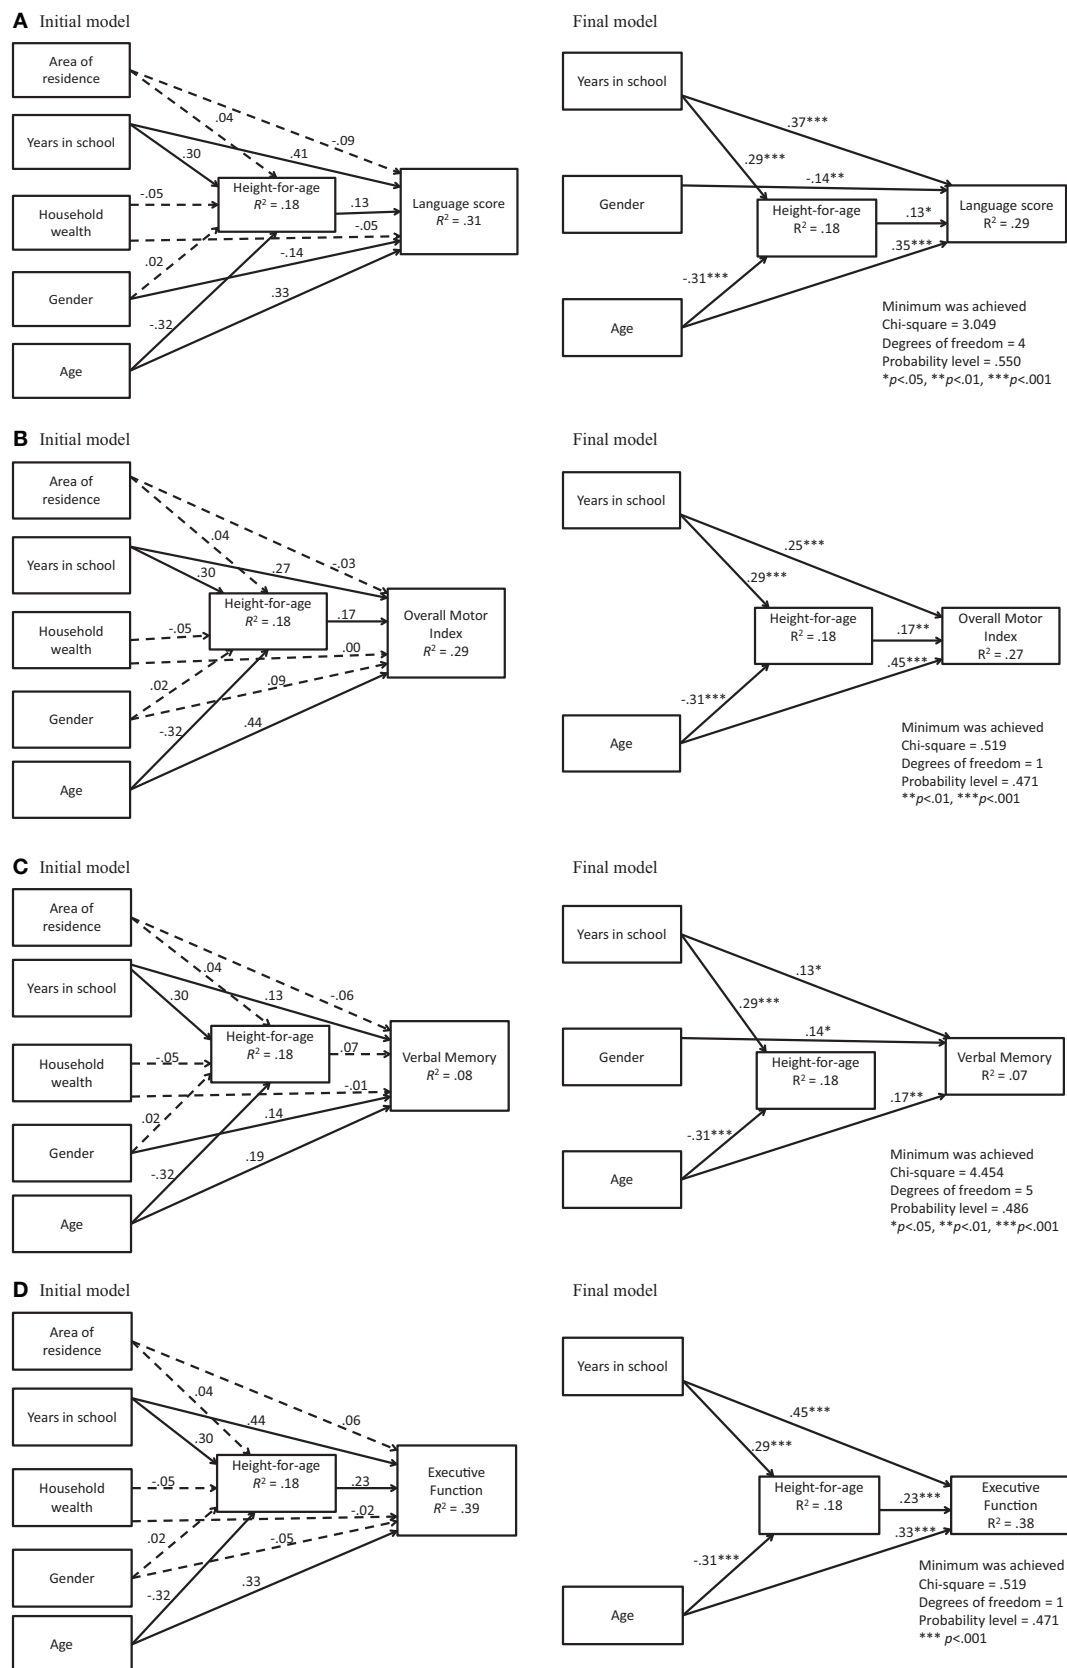 A Initial model
Final model
Area of
residence
Years in school
Household
wealth
Gender
Age
Height-for-age
R² = .18
Language score
R² = .31
.04
-.09
.30
.41
-.05
.13
-.05
.02
-.14
.33
-.32
Years in school
Gender
Age
Height-for-age
R² = .18
Language score
R² = .29
.37***
.29***
-.14**
.13*
.35***
-.31***
Minimum was achieved
Chi-square = 3.049
Degrees of freedom = 4
Probability level = .550
*p<.05, **p<.01, ***p<.001
B Initial model
Final model
Area of
residence
Years in school
Household
wealth
Gender
Age
Height-for-age
R² = .18
Overall Motor
Index
R² = .29
.04
-.03
.27
.30
.17
-.05
.00
.02
.09
-.32
.44
Years in school
Age
Height-for-age
R² = .18
Overall Motor
Index
R² = .27
.25***
.29***
.17**
.45***
-.31***
Minimum was achieved
Chi-square = .519
Degrees of freedom = 1
Probability level = .471
**p<.01, ***p<.001
C Initial model
Final model
Area of
residence
Years in school
Household
wealth
Gender
Age
Height-for-age
R² = .18
Verbal Memory
R² = .08
.04
-.06
.30
.13
.07
-.05
-.01
.02
.14
.19
-.32
Years in school
Gender
Age
Height-for-age
R² = .18
Verbal Memory
R² = .07
.13*
.29***
.14*
.17**
-.31***
Minimum was achieved
Chi-square = 4.454
Degrees of freedom = 5
Probability level = .486
*p<.05, **p<.01, ***p<.001
D Initial model
Final model
Area of
residence
Years in school
Household
wealth
Gender
Age
Height-for-age
R² = .18
Executive
Function
R² = .39
.04
.06
.44
.30
.23
-.05
-.02
.02
-.05
.33
-.32
Years in school
Age
Height-for-age
R² = .18
Executive
Function
R² = .38
.45***
.29***
.23***
.33***
-.31***
Minimum was achieved
Chi-square = .519
Degrees of freedom = 1
Probability level = .471
*** p<.001